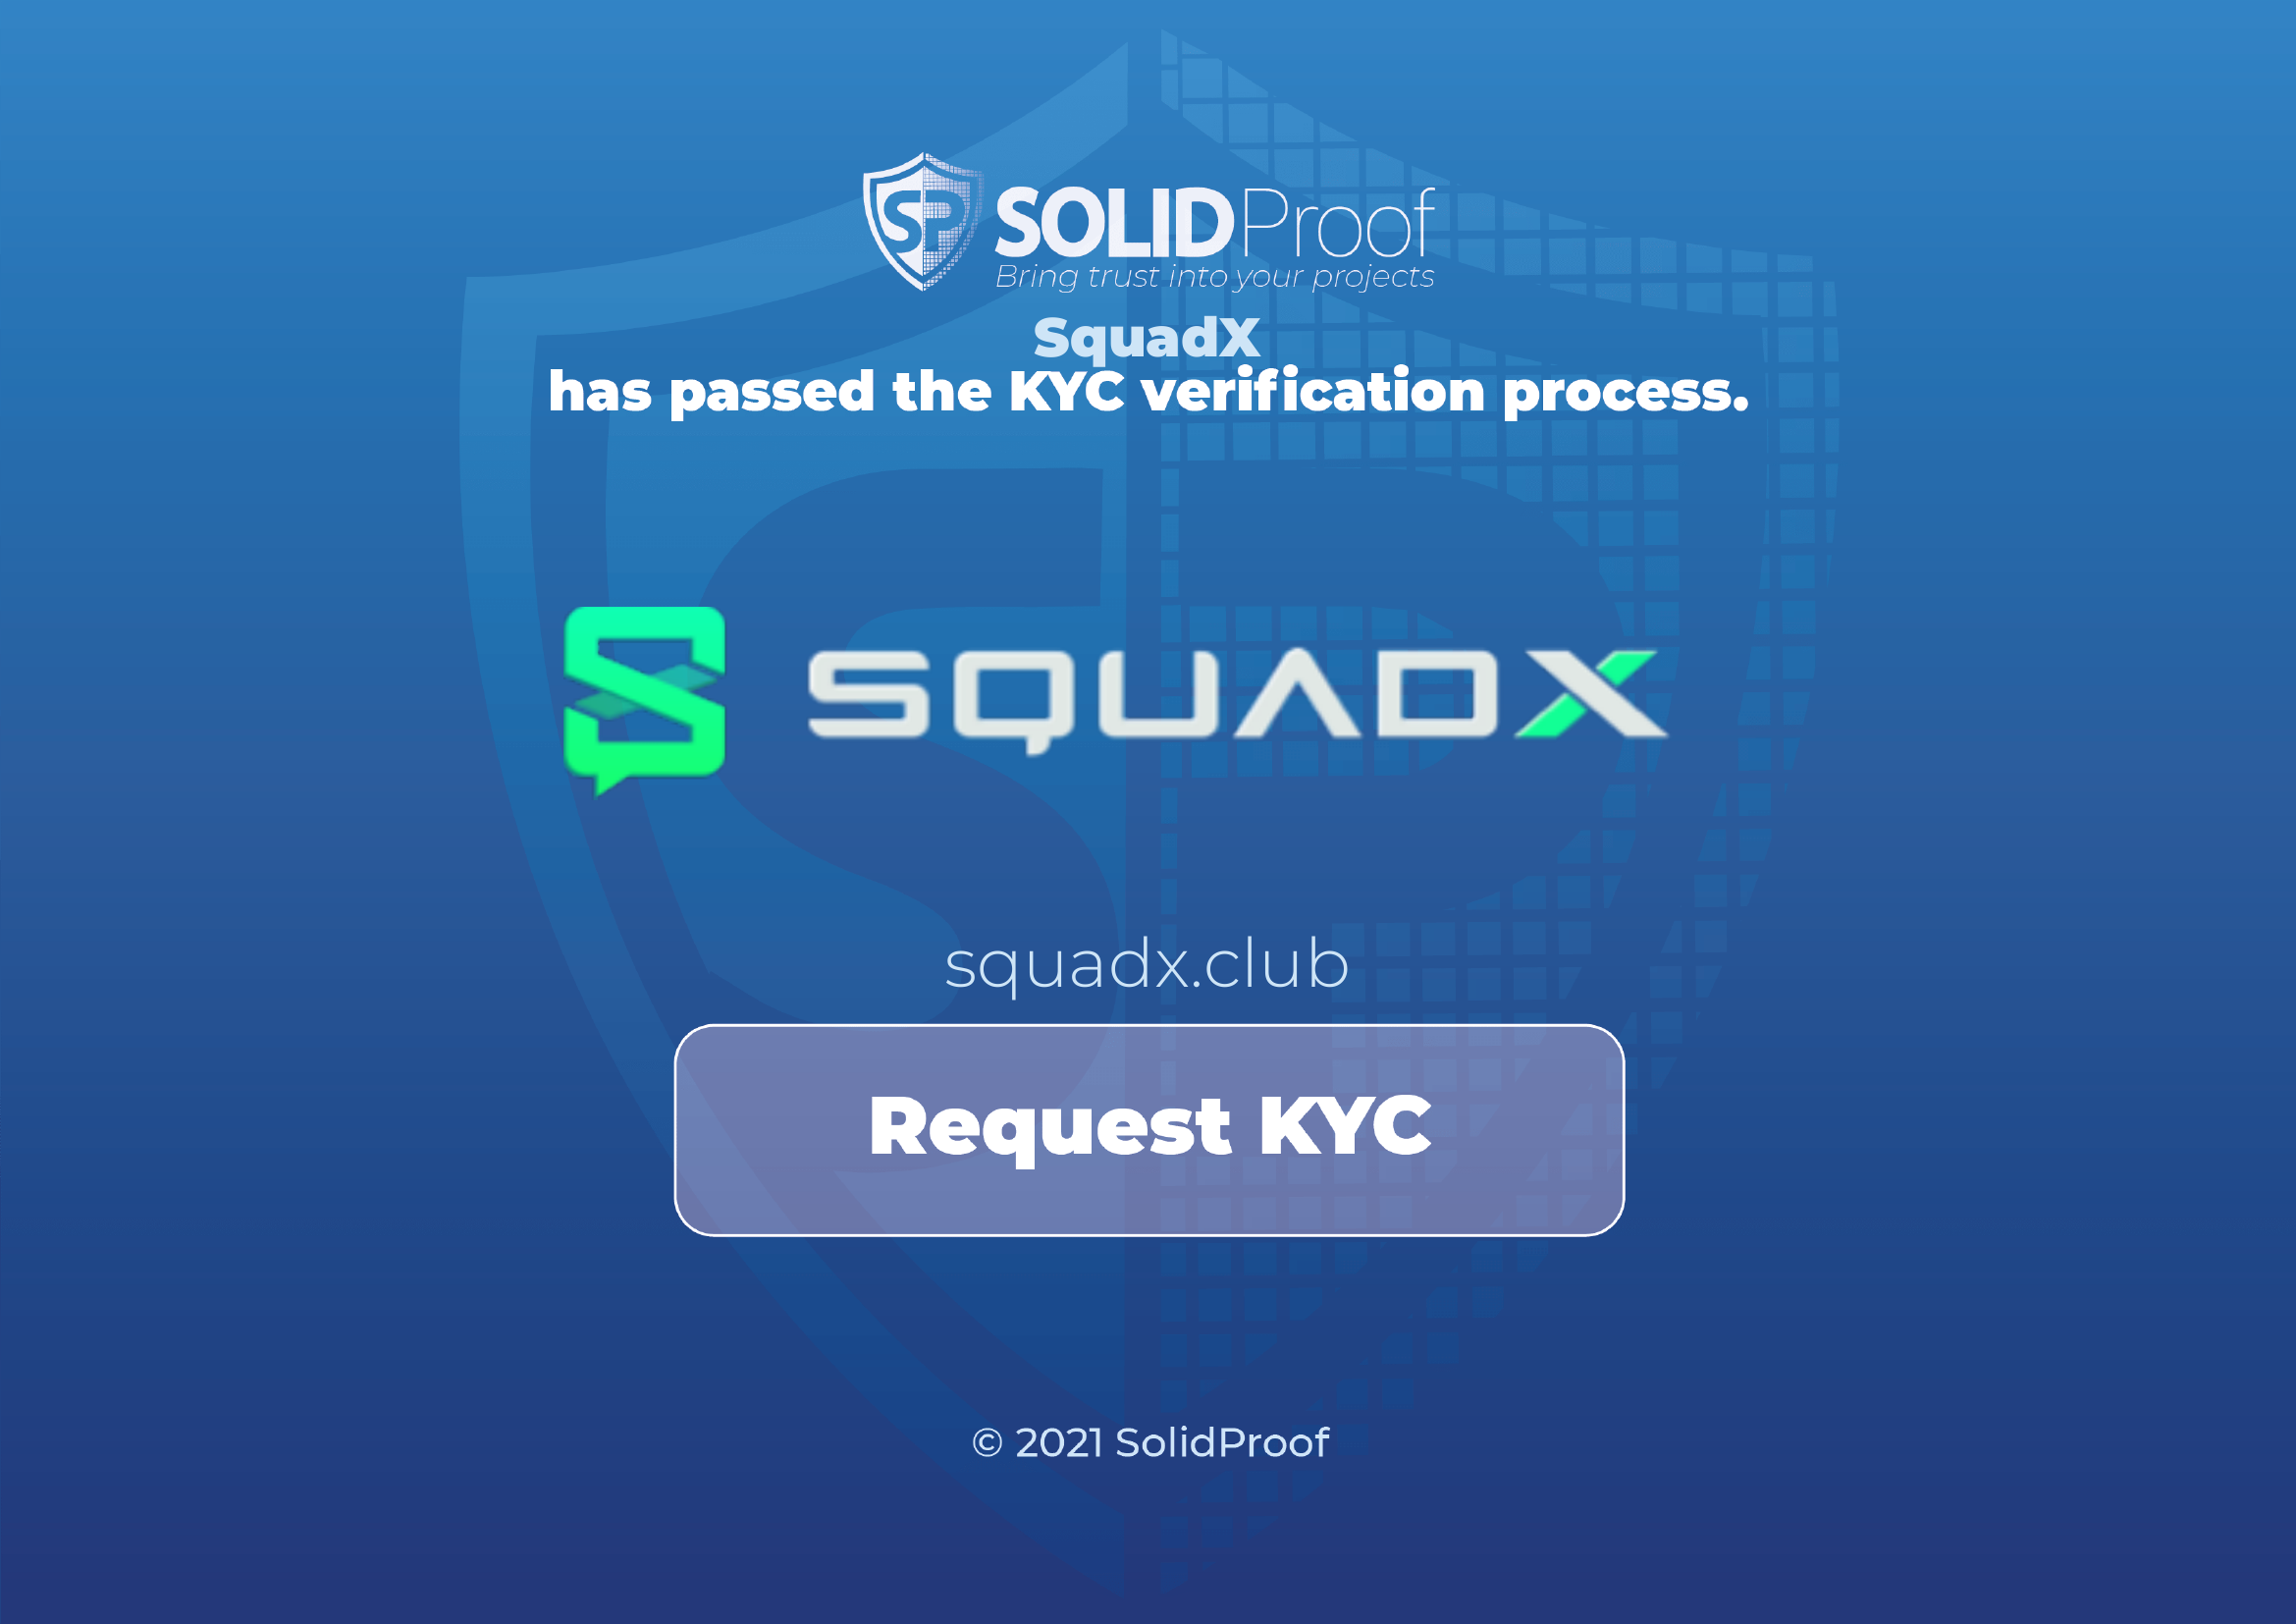 SP SOLIDProof
Bring trust into your projects
SquadX
has passed the KYC verification process.
SQUADX
squadx.club
Request KYC
© 2021 SolidProof